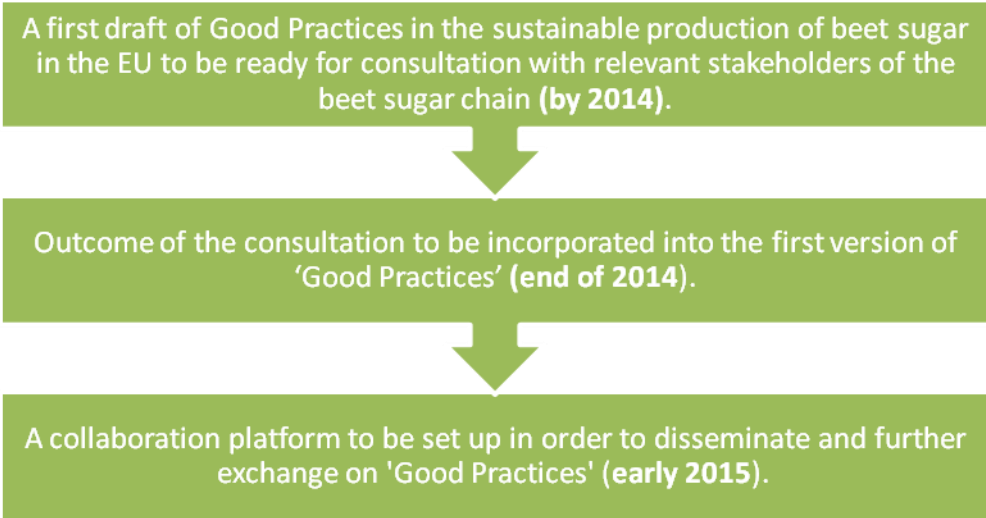 A first draft of Good Practices in the sustainable production of beet sugar
in the EU to be ready for consultation with relevant stakeholders of the
beet sugar chain (by 2014).
Outcome of the consultation to be incorporated into the first version of
‘Good Practices’ (end of 2014).
A collaboration platform to be set up in order to disseminate and further
exchange on 'Good Practices' (early 2015).